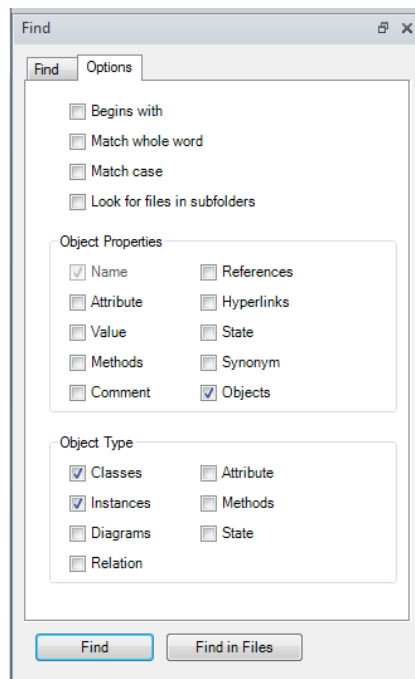 Find
Find Options
Begins with
Match whole word
Match case
Look for files in subfolders
Object Properties
Name References
Attribute Hyperlinks
Value State
Methods Synonym
Comment Objects
Object Type
Classes Attribute
Instances Methods
Diagrams State
Relation
Find Find in Files